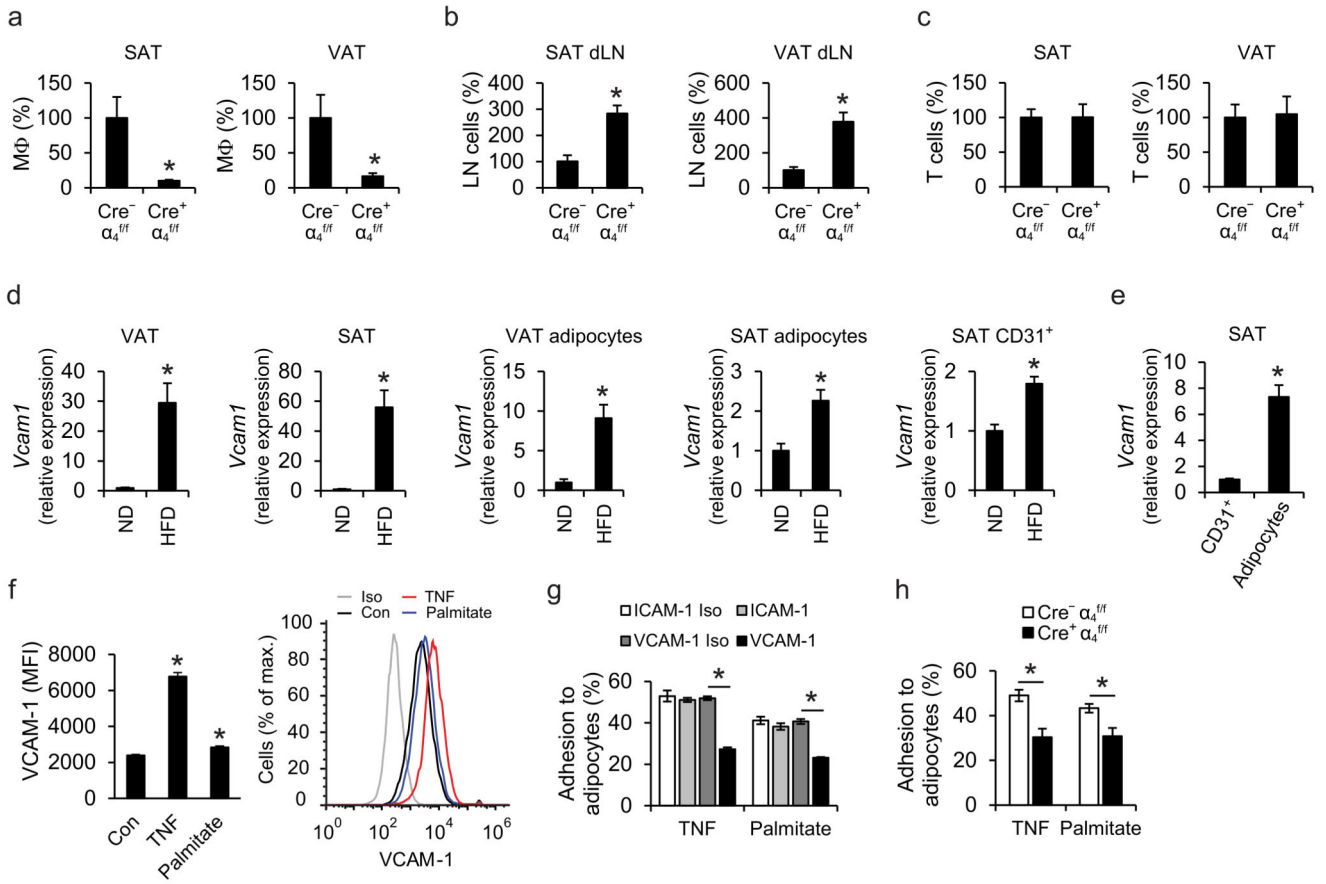 a
SAT
MΦ (%)
150
100
50
0
Cre⁻ α₄ᶠ/ᶠ
Cre⁺ α₄ᶠ/ᶠ
VAT
MΦ (%)
150
100
50
0
Cre⁻ α₄ᶠ/ᶠ
Cre⁺ α₄ᶠ/ᶠ
*
*
b
SAT dLN
LN cells (%)
400
300
200
100
0
*
Cre⁻ α₄ᶠ/ᶠ
Cre⁺ α₄ᶠ/ᶠ
VAT dLN
LN cells (%)
600
400
200
0
*
Cre⁻ α₄ᶠ/ᶠ
Cre⁺ α₄ᶠ/ᶠ
c
SAT
T cells (%)
150
100
50
0
Cre⁻ α₄ᶠ/ᶠ
Cre⁺ α₄ᶠ/ᶠ
VAT
T cells (%)
150
100
50
0
Cre⁻ α₄ᶠ/ᶠ
Cre⁺ α₄ᶠ/ᶠ
d
VAT
Vcam1
(relative expression)
40
30
20
10
0
*
ND
HFD
SAT
Vcam1
(relative expression)
80
60
40
20
0
*
ND
HFD
VAT adipocytes
Vcam1
(relative expression)
15
10
5
0
*
ND
HFD
SAT adipocytes
Vcam1
(relative expression)
3
2
1
0
*
ND
HFD
SAT CD31⁺
Vcam1
(relative expression)
2
1
0
*
ND
HFD
e
SAT
Vcam1
(relative expression)
10
8
6
4
2
0
*
CD31⁺
Adipocytes
f
VCAM-1 (MFI)
8000
6000
4000
2000
0
*
*
Con
TNF
Palmitate
Iso
TNF
Con
Palmitate
Cells (% of max.)
100
80
60
40
20
0
10⁰
10²
10⁴
10⁶
VCAM-1
g
ICAM-1 Iso
ICAM-1
VCAM-1 Iso
VCAM-1
Adhesion to
adipocytes (%)
60
40
20
0
*
*
TNF
Palmitate
h
Cre⁻ α₄ᶠ/ᶠ
Cre⁺ α₄ᶠ/ᶠ
Adhesion to
adipocytes (%)
60
40
20
0
*
*
TNF
Palmitate